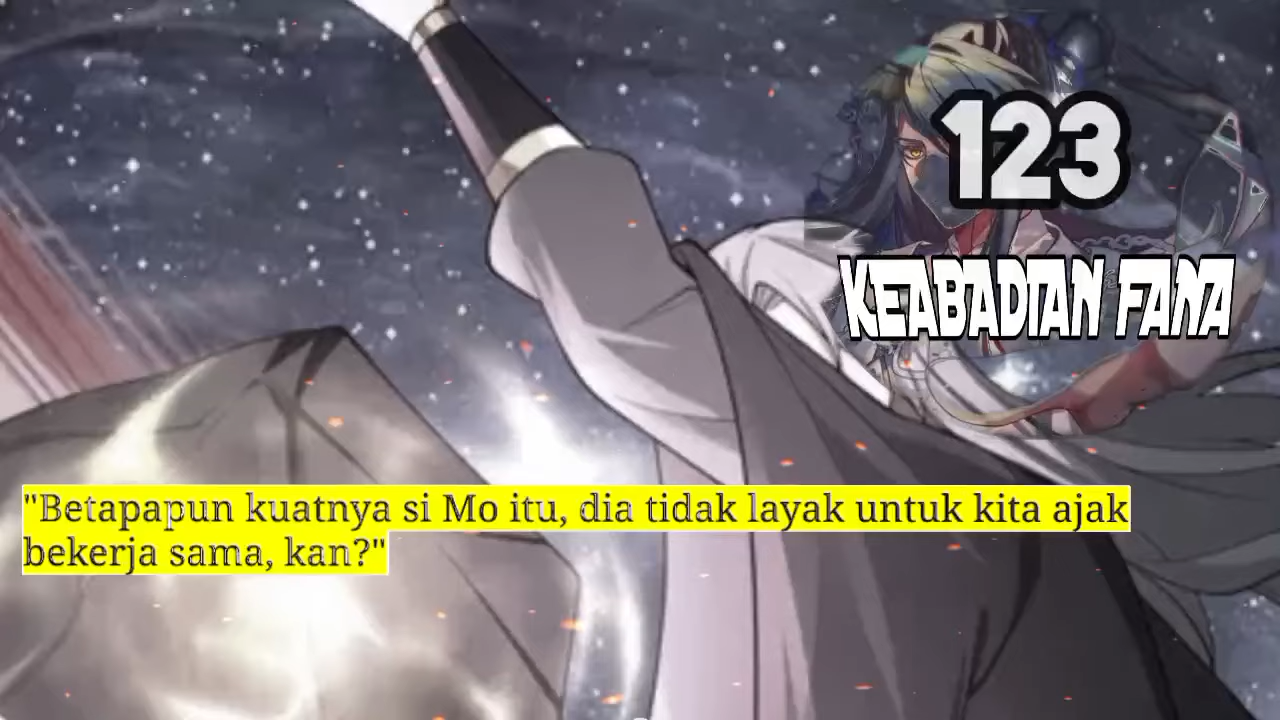 123
KEABADIAN FANA
"Betapapun kuatnya si Mo itu, dia tidak layak untuk kita ajak
bekerja sama, kan?"